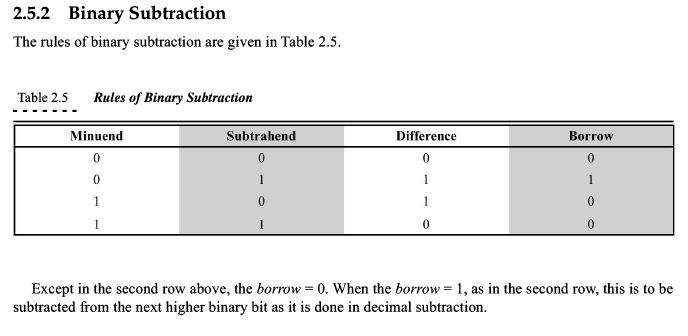 2.5.2 Binary Subtraction
The rules of binary subtraction are given in Table 2.5.
Table 2.5 Rules of Binary Subtraction
Minuend Subtrahend Difference Borrow
0 0 0 0
0 1 1 1
1 0 1 0
1 1 0 0
Except in the second row above, the borrow = 0. When the borrow = 1, as in the second row, this is to be
subtracted from the next higher binary bit as it is done in decimal subtraction.